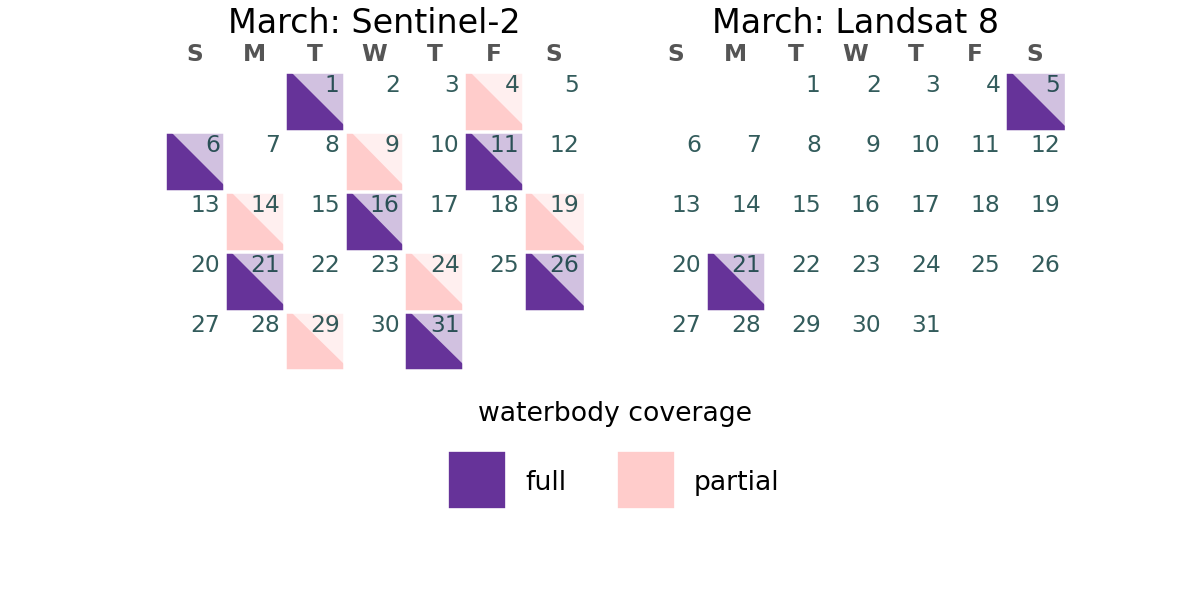 March: Sentinel-2
S M T W T F S
1 2 3 4 5
6 7 8 9 10 11 12
13 14 15 16 17 18 19
20 21 22 23 24 25 26
27 28 29 30 31
March: Landsat 8
S M T W T F S
1 2 3 4 5
6 7 8 9 10 11 12
13 14 15 16 17 18 19
20 21 22 23 24 25 26
27 28 29 30 31
waterbody coverage
full partial